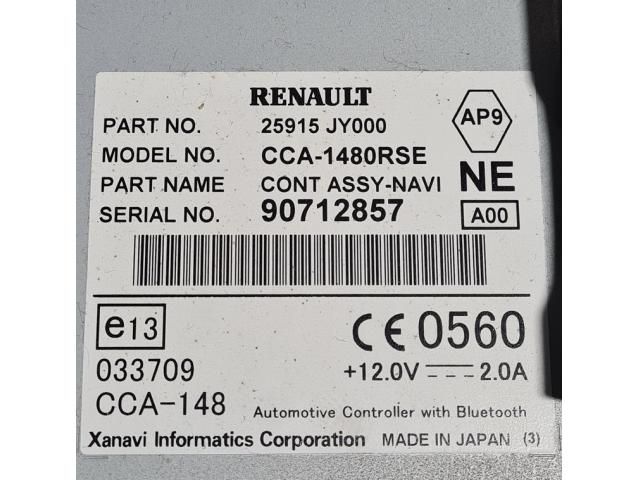 RENAULT
PART NO. 25915 JY000 AP9
MODEL NO. CCA-1480RSE
PART NAME CONT ASSY-NAVI NE
SERIAL NO. 90712857 A00
e13 CE0560
033709 +12.0V 2.0A
CCA-148 Automotive Controller with Bluetooth
Xanavi Informatics Corporation MADE IN JAPAN (3)